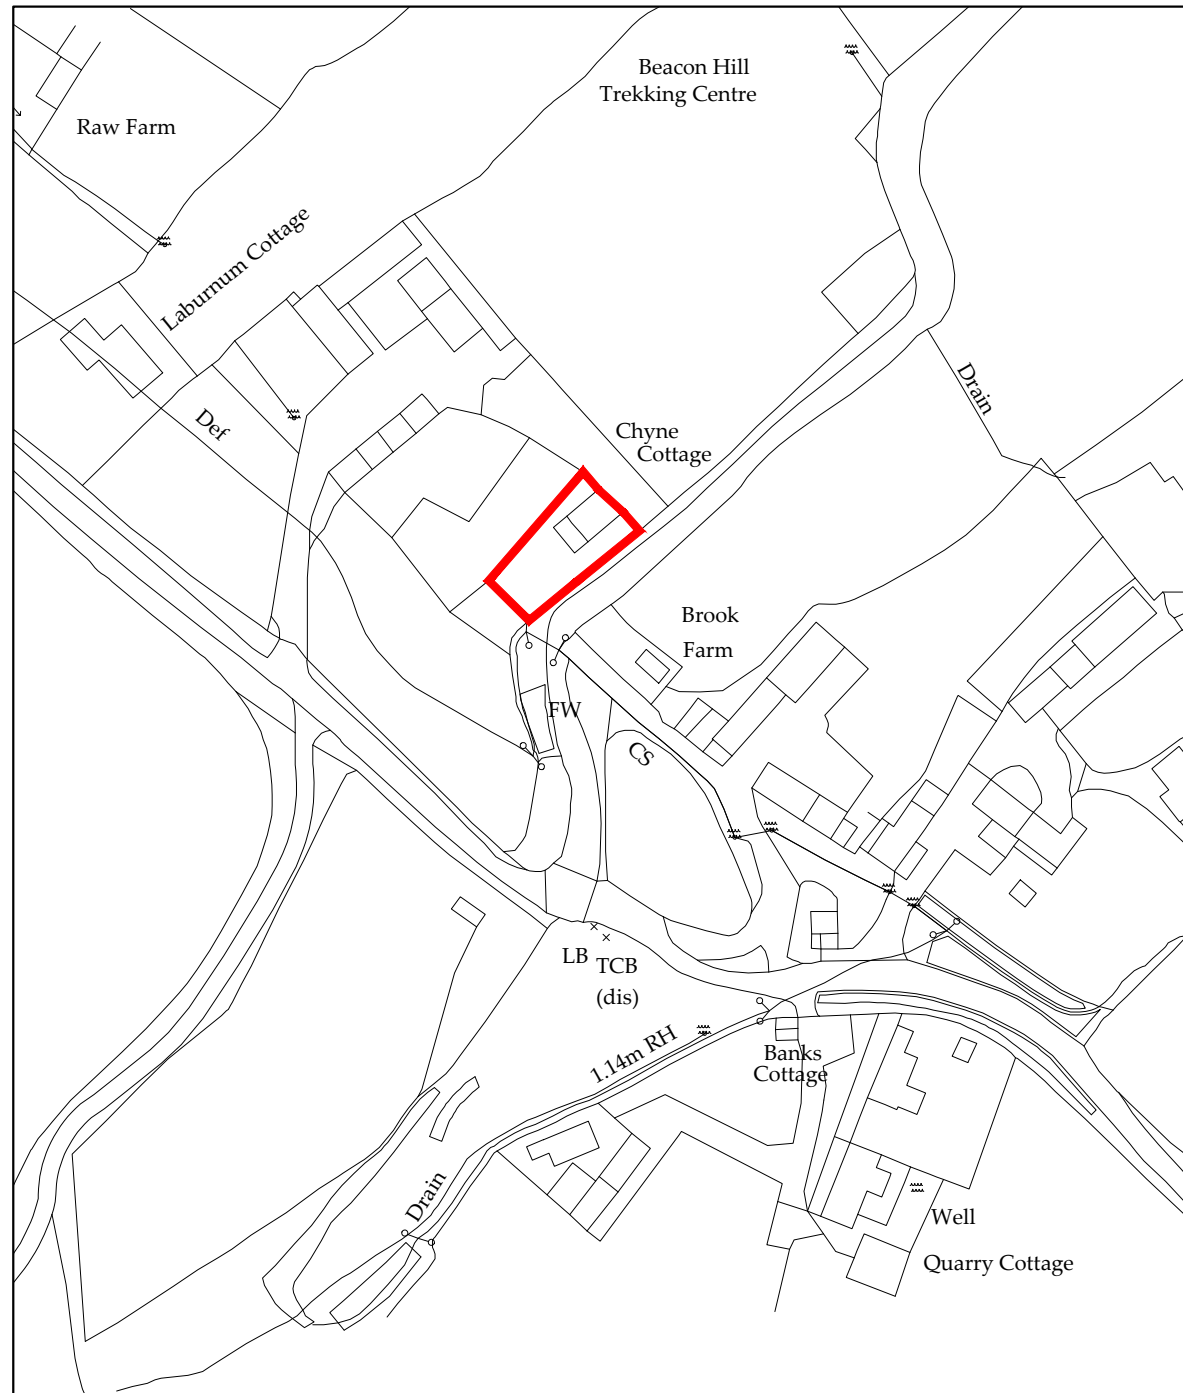 Beacon Hill
Trekking Centre
Raw Farm
Laburnum Cottage
Drain
Def
Chyne
Cottage
Brook
Farm
FW
CS
LB
TCB
(dis)
1.14m RH
Banks
Cottage
Drain
Well
Quarry Cottage